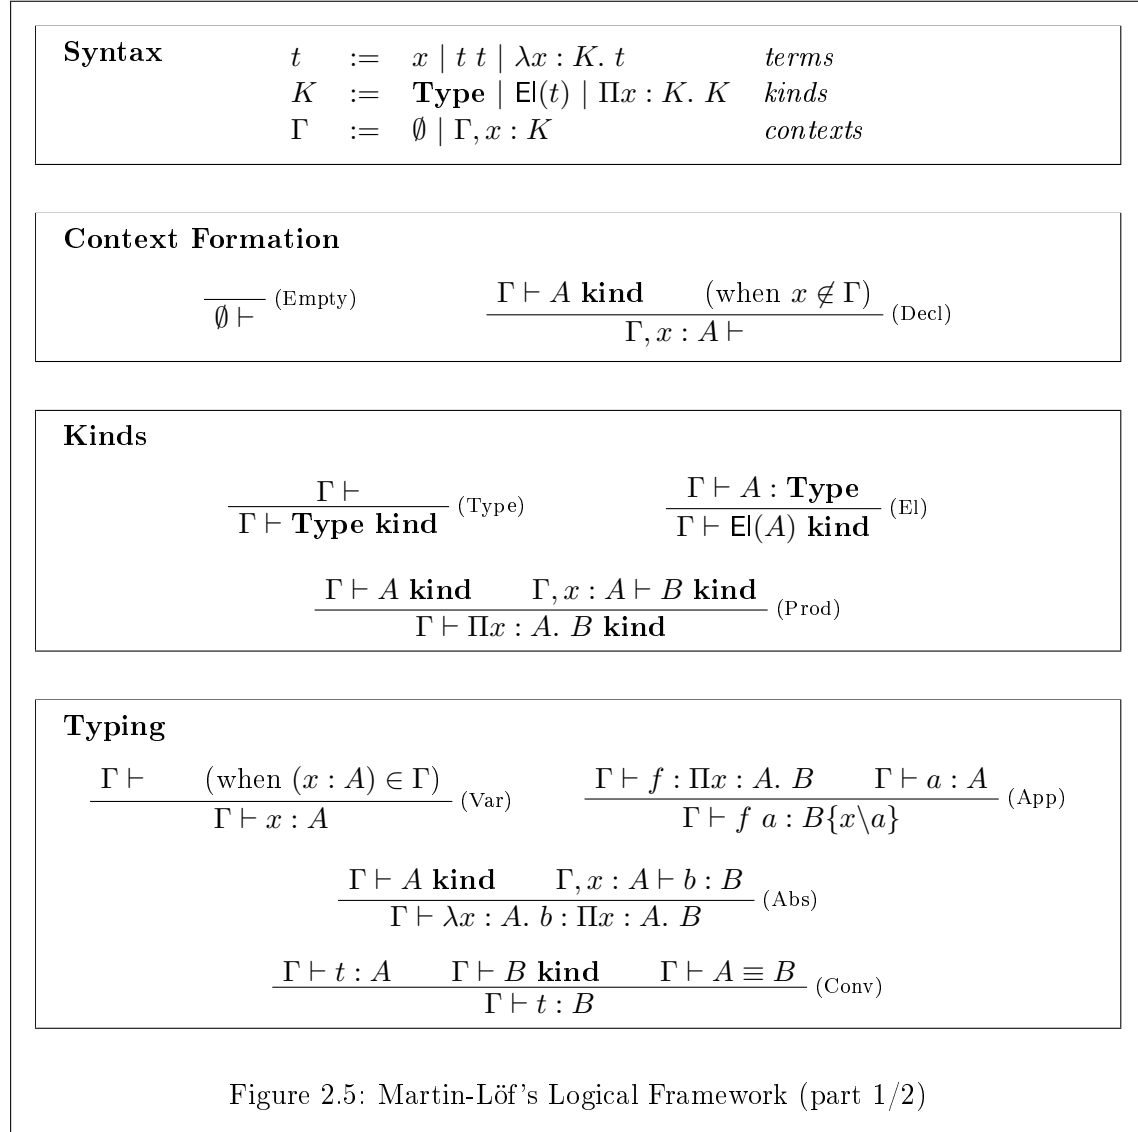 Syntax t := x | t t | λx : K. t terms
K := Type | El(t) | Πx : K. K kinds
Γ := ∅ | Γ, x : K contexts
Context Formation
∅ ⊢ (Empty)
Γ ⊢ A kind (when x ∉ Γ)
Γ, x : A ⊢ (Decl)
Kinds
Γ ⊢
Γ ⊢ Type kind (Type)
Γ ⊢ A : Type
Γ ⊢ El(A) kind (El)
Γ ⊢ A kind Γ, x : A ⊢ B kind
Γ ⊢ Πx : A. B kind (Prod)
Typing
Γ ⊢ (when (x : A) ∈ Γ)
Γ ⊢ x : A (Var)
Γ ⊢ f : Πx : A. B Γ ⊢ a : A
Γ ⊢ f a : B{x\a} (App)
Γ ⊢ A kind Γ, x : A ⊢ b : B
Γ ⊢ λx : A. b : Πx : A. B (Abs)
Γ ⊢ t : A Γ ⊢ B kind Γ ⊢ A ≡ B
Γ ⊢ t : B (Conv)
Figure 2.5: Martin-Löf's Logical Framework (part 1/2)